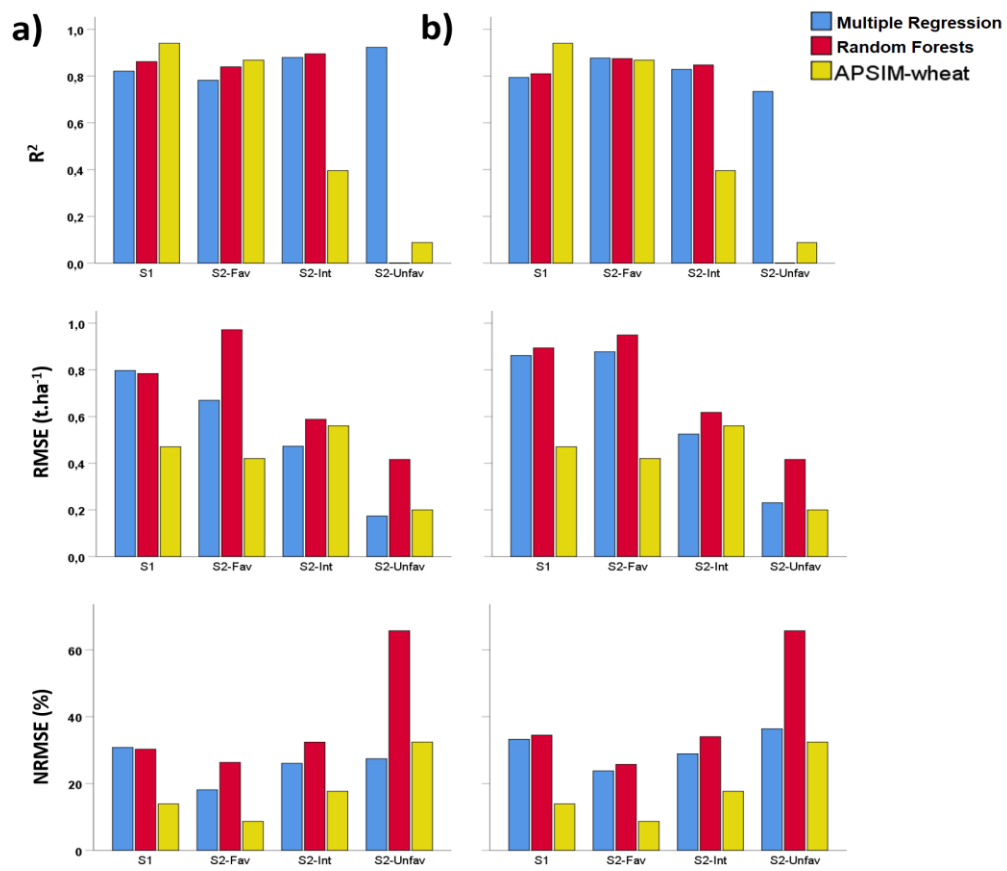 a)
b)
Multiple Regression
Random Forests
APSIM-wheat
R²
1,0
0,8
0,6
0,4
0,2
0,0
S1 S2-Fav S2-Int S2-Unfav
S1 S2-Fav S2-Int S2-Unfav
RMSE (t.ha⁻¹)
1,0
0,8
0,6
0,4
0,2
0,0
S1 S2-Fav S2-Int S2-Unfav
S1 S2-Fav S2-Int S2-Unfav
NRMSE (%)
60
40
20
0
S1 S2-Fav S2-Int S2-Unfav
S1 S2-Fav S2-Int S2-Unfav